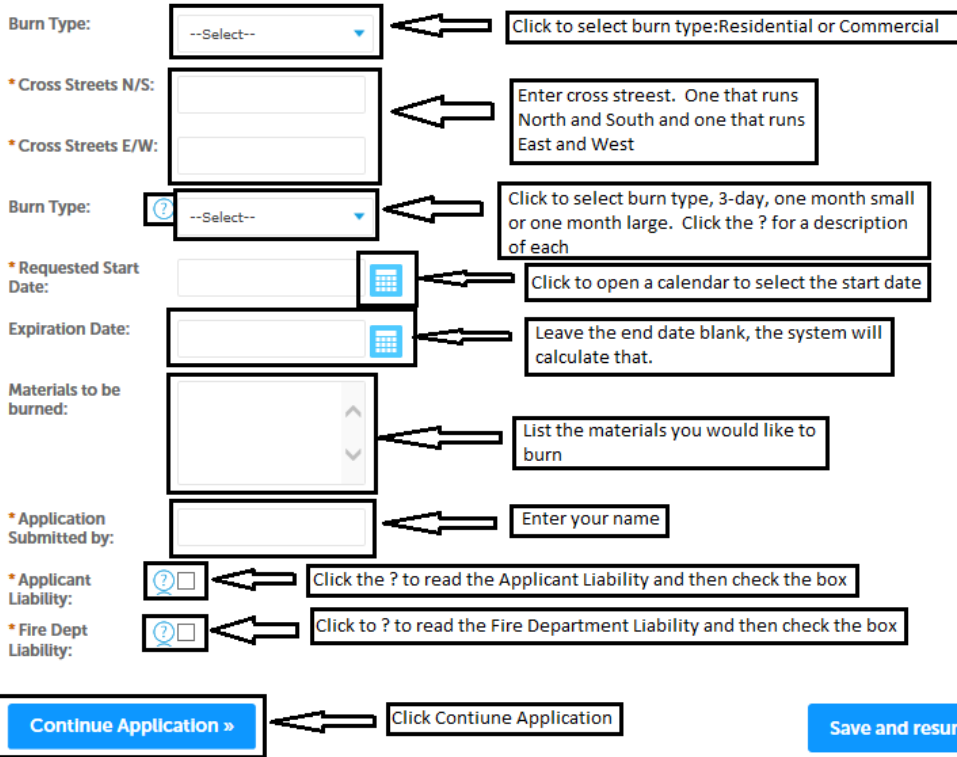 Burn Type:
--Select--
Click to select burn type:Residential or Commercial
* Cross Streets N/S:
Enter cross streest. One that runs
North and South and one that runs
East and West
* Cross Streets E/W:
Burn Type:
?
--Select--
Click to select burn type, 3-day, one month small
or one month large. Click the ? for a description
of each
* Requested Start
Date:
Click to open a calendar to select the start date
Expiration Date:
Leave the end date blank, the system will
calculate that.
Materials to be
burned:
List the materials you would like to
burn
* Application
Submitted by:
Enter your name
* Applicant
Liability:
?
Click the ? to read the Applicant Liability and then check the box
* Fire Dept
Liability:
?
Click to ? to read the Fire Department Liability and then check the box
Continue Application »
Click Contiune Application
Save and resur